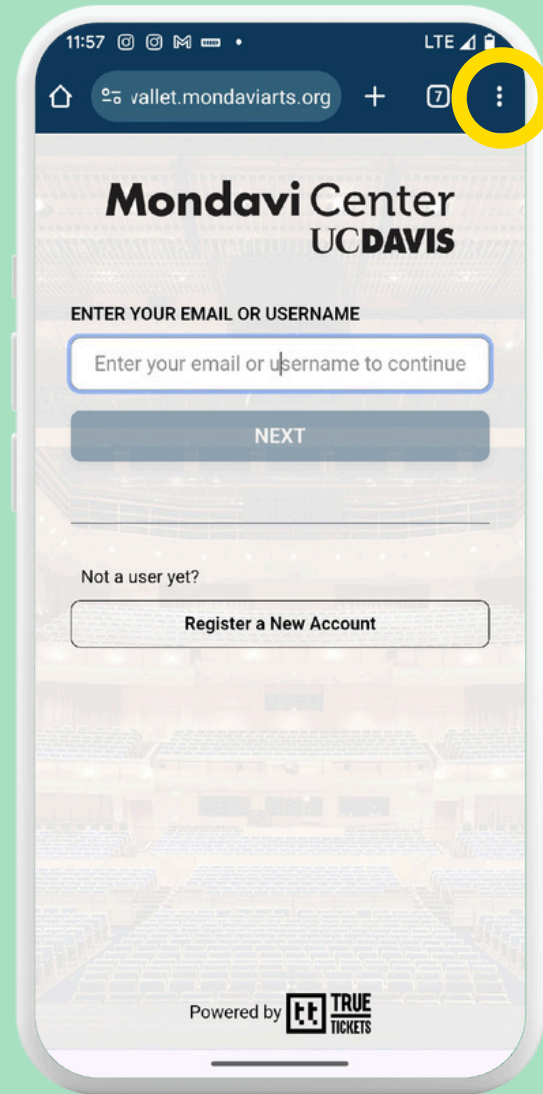 11:57 LTE
vallet.mondaviarts.org + 7
Mondavi Center
UCDAVIS
ENTER YOUR EMAIL OR USERNAME
Enter your email or username to continue
NEXT
Not a user yet?
Register a New Account
Powered by tt TRUE
TICKETS